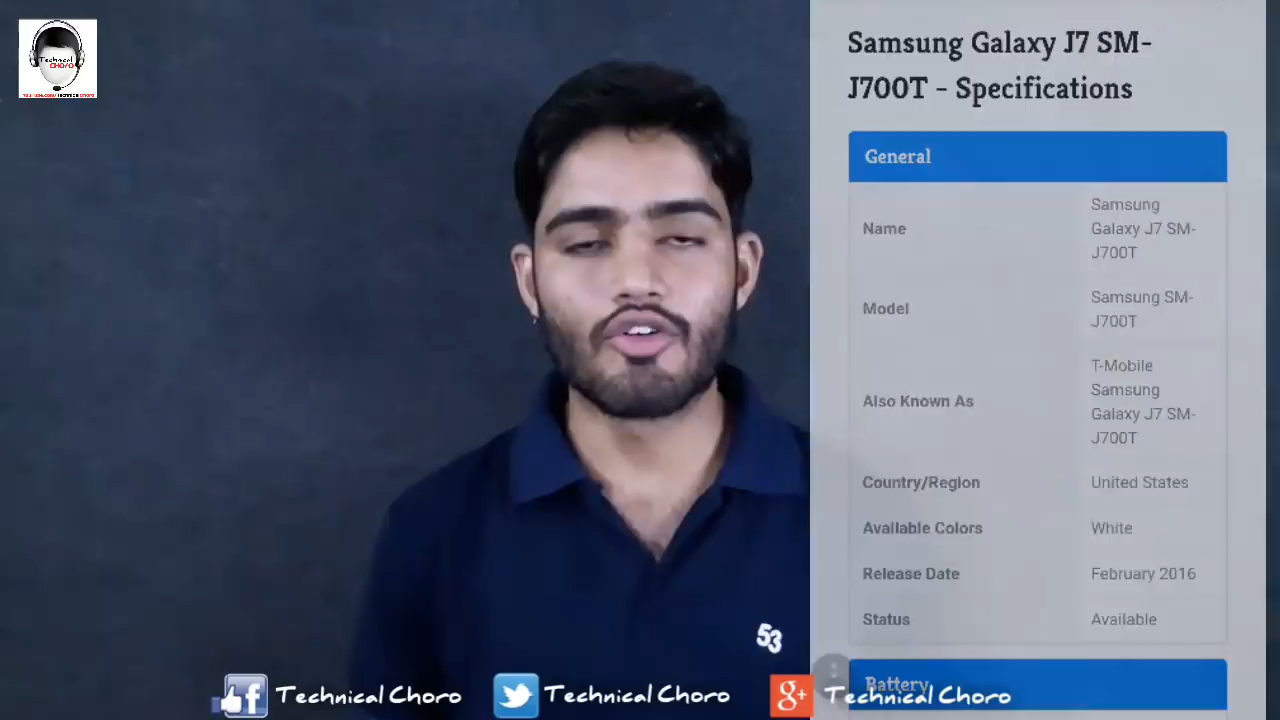 Technical
CHORO
Samsung Galaxy J7 SM-
J700T - Specifications
General
Name
Samsung
Galaxy J7 SM-
J700T
Model
Samsung SM-
J700T
Also Known As
T-Mobile
Samsung
Galaxy J7 SM-
J700T
Country/Region
United States
Available Colors
White
Release Date
February 2016
Status
Available
Battery
53
f Technical Choro
Technical Choro
g+ Technical Choro